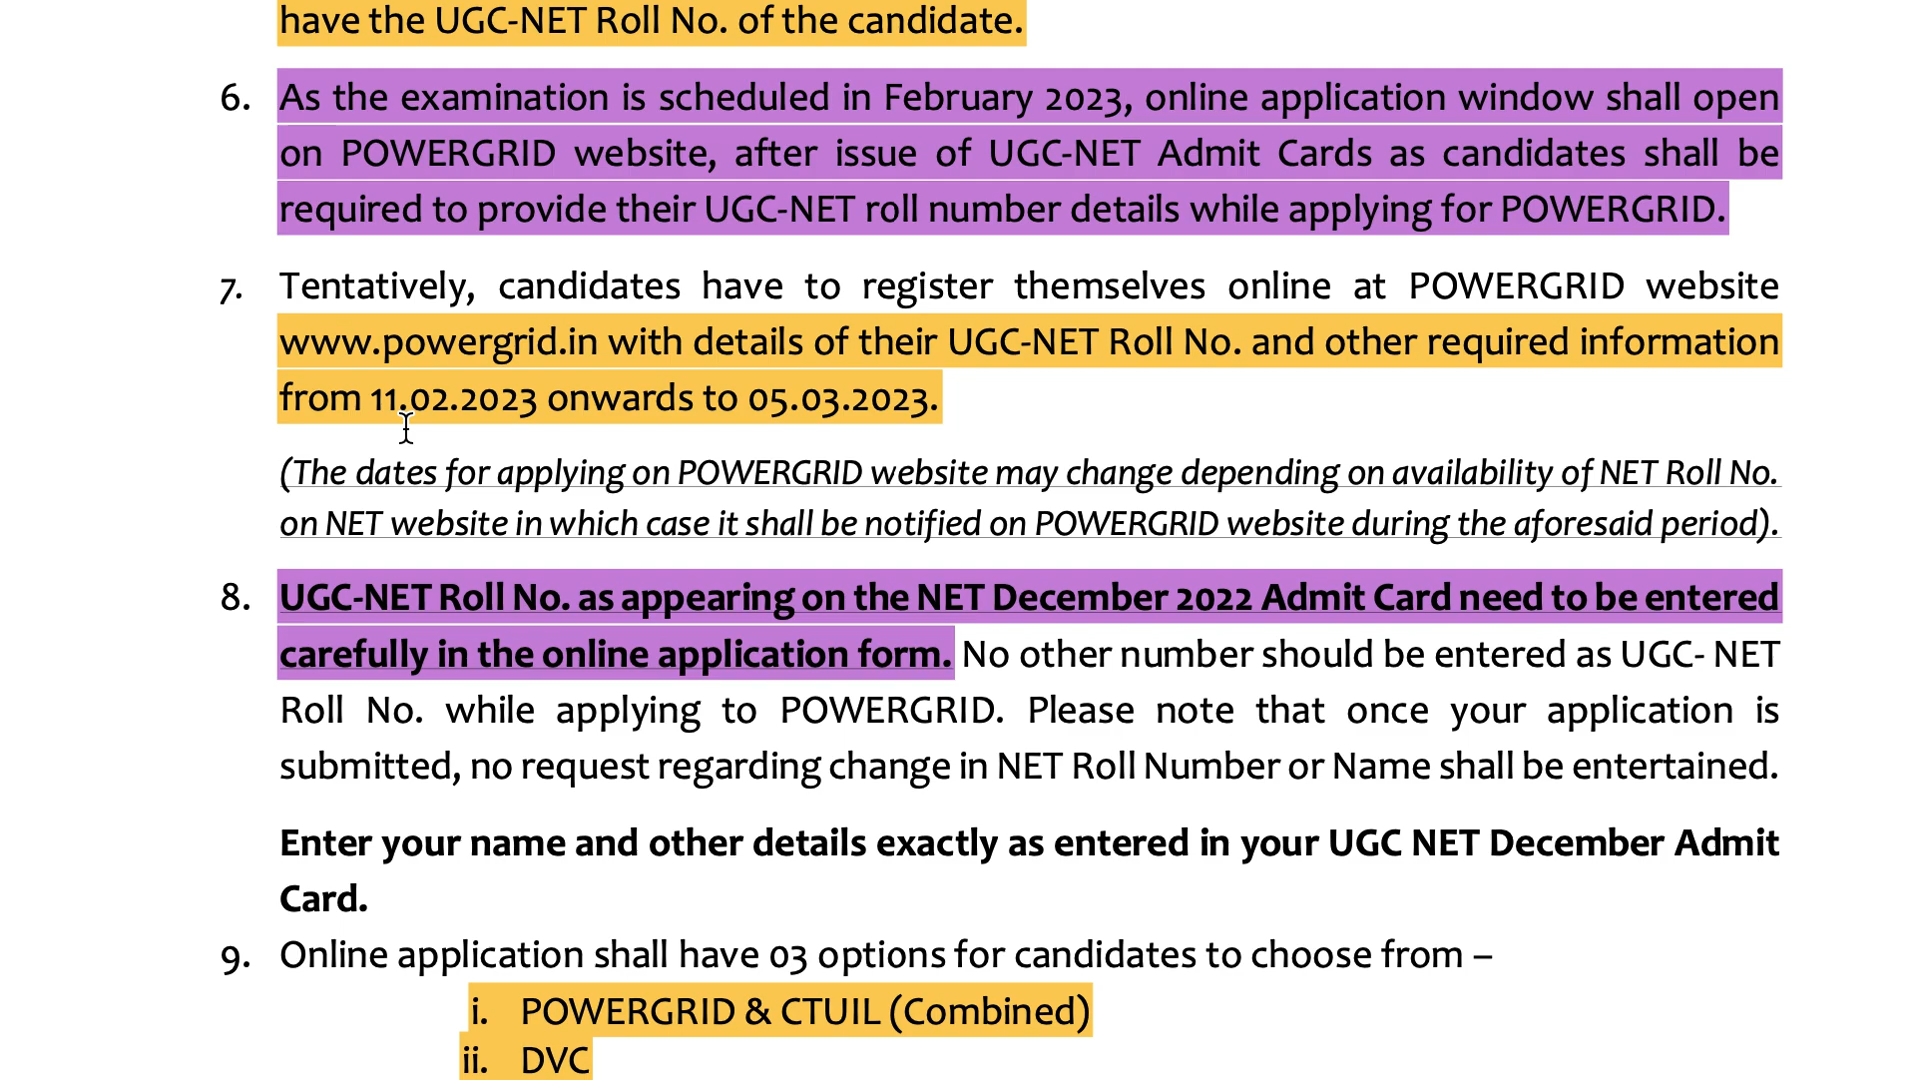 have the UGC-NET Roll No. of the candidate.
6. As the examination is scheduled in February 2023, online application window shall open
on POWERGRID website, after issue of UGC-NET Admit Cards as candidates shall be
required to provide their UGC-NET roll number details while applying for POWERGRID.
7. Tentatively, candidates have to register themselves online at POWERGRID website
www.powergrid.in with details of their UGC-NET Roll No. and other required information
from 11.02.2023 onwards to 05.03.2023.
(The dates for applying on POWERGRID website may change depending on availability of NET Roll No.
on NET website in which case it shall be notified on POWERGRID website during the aforesaid period).
8. UGC-NET Roll No. as appearing on the NET December 2022 Admit Card need to be entered
carefully in the online application form. No other number should be entered as UGC- NET
Roll No. while applying to POWERGRID. Please note that once your application is
submitted, no request regarding change in NET Roll Number or Name shall be entertained.
Enter your name and other details exactly as entered in your UGC NET December Admit
Card.
9. Online application shall have 03 options for candidates to choose from –
i. POWERGRID & CTUIL (Combined)
ii. DVC